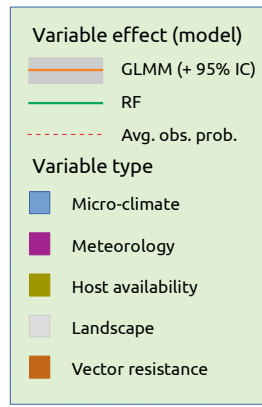 Variable effect (model)
GLMM (+ 95% IC)
RF
Avg. obs. prob.
Variable type
Micro-climate
Meteorology
Host availability
Landscape
Vector resistance